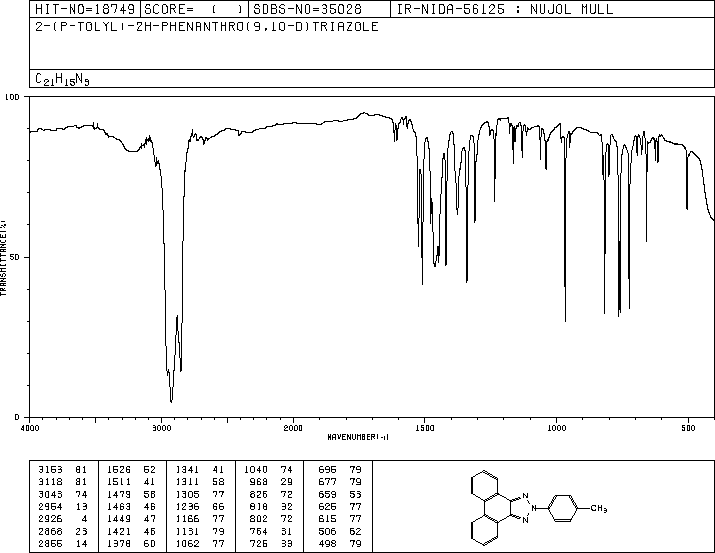 HIT-NO=18749 SCORE= ( ) SDBS-NO=35028 IR-NIDA-56125 : NUJOL MULL
2-(P-TOLYL)-2H-PHENANTHRO(9,10-D)TRIAZOLE
C21H15N3
100
50
0
TRANSMITTANCE(%)
4000 3000 2000 1500 1000 500
WAVENUMBER(-1)
3153 81 1526 52 1341 41 1040 74 695 79
3118 81 1511 41 1311 58 968 29 677 79
3043 74 1479 58 1305 77 826 72 659 53
2954 13 1463 46 1236 66 818 32 625 77
2926 4 1449 47 1166 77 802 72 615 77
2868 23 1421 46 1131 79 764 31 506 62
2855 14 1378 60 1062 77 726 33 498 79
N
N
N
CH3